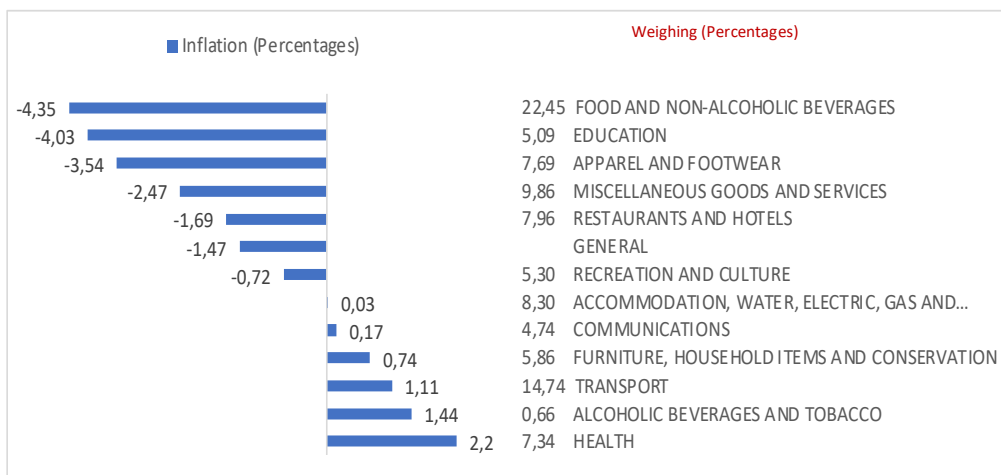 Inflation (Percentages)
Weighing (Percentages)
-4,35 22,45 FOOD AND NON-ALCOHOLIC BEVERAGES
-4,03 5,09 EDUCATION
-3,54 7,69 APPAREL AND FOOTWEAR
-2,47 9,86 MISCELLANEOUS GOODS AND SERVICES
-1,69 7,96 RESTAURANTS AND HOTELS
-1,47 GENERAL
-0,72 5,30 RECREATION AND CULTURE
0,03 8,30 ACCOMMODATION, WATER, ELECTRIC, GAS AND...
0,17 4,74 COMMUNICATIONS
0,74 5,86 FURNITURE, HOUSEHOLD ITEMS AND CONSERVATION
1,11 14,74 TRANSPORT
1,44 0,66 ALCOHOLIC BEVERAGES AND TOBACCO
2,2 7,34 HEALTH